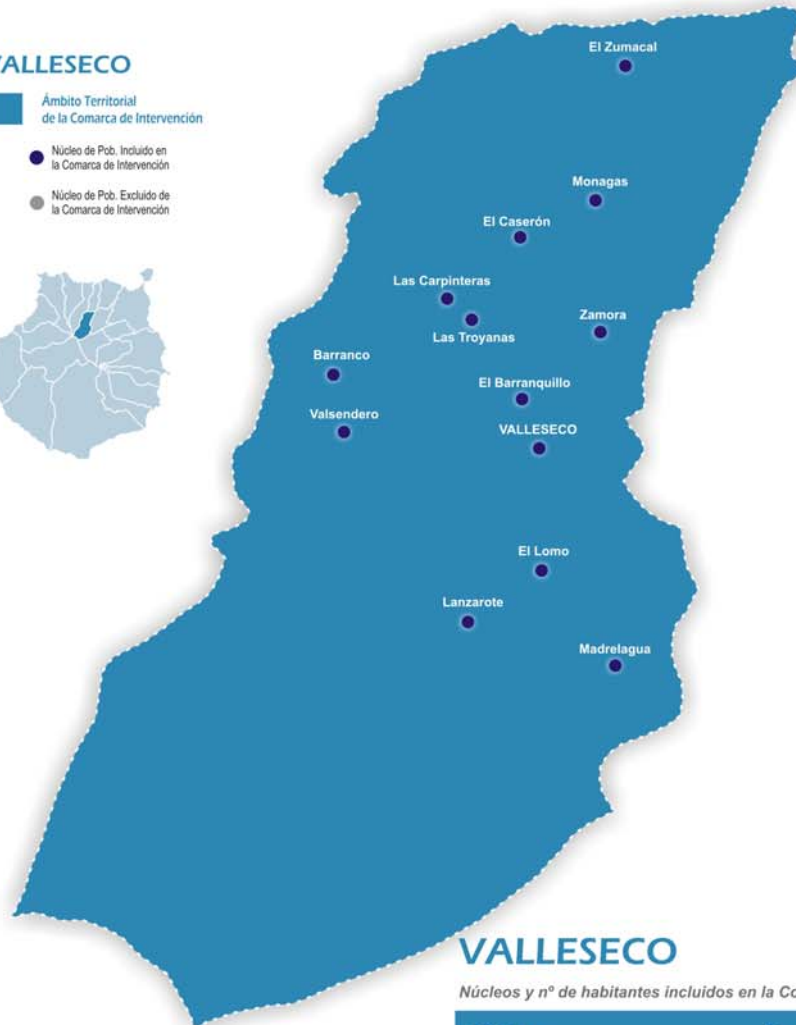 VALLESECO
Ámbito Territorial
de la Comarca de Intervención
Núcleo de Pob. Incluido en
la Comarca de Intervención
Núcleo de Pob. Excluido de
la Comarca de Intervención
El Zumacal
Monagas
El Caserón
Las Carpinteras
Zamora
Las Troyanas
Barranco
El Barranquillo
Valsendero
VALLESECO
El Lomo
Lanzarote
Madrelagua
VALLESECO
Núcleos y nº de habitantes incluidos en la Co